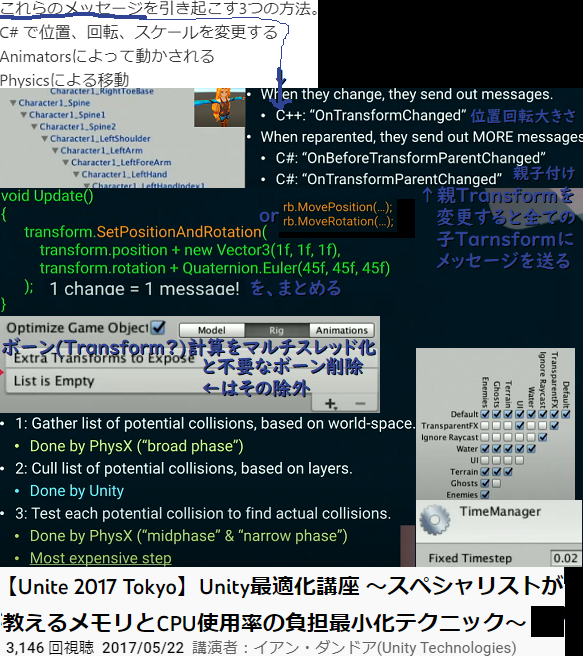 これらのメッセージを引き起こす3つの方法。
C# で位置、回転、スケールを変更する
Animatorsによって動かされる
Physicsによる移動
Character1_RightToeBase
Character1_Spine
Character1_Spine1
Character1_Spine2
Character1_LeftShoulder
Character1_LeftArm
Character1_LeftForeArm
Character1_LeftHand
Character1_LeftHandIndex1
• When they change, they send out messages.
• C++: “OnTransformChanged” 位置回転大きさ
• When reparented, they send out MORE messages
• C#: “OnBeforeTransformParentChanged”
• C#: “OnTransformParentChanged”
親子付け
↑親Transformを
変更すると全ての
子Tarnsformに
メッセージを送る
void Update()
{
transform.SetPositionAndRotation(
transform.position + new Vector3(1f, 1f, 1f),
transform.rotation + Quaternion.Euler(45f, 45f, 45f)
);
}
or
rb.MovePosition(…);
rb.MoveRotation(…);
1 change = 1 message! を、まとめる
Optimize Game Object
Model Rig Animations
ボーン(Transform?)計算をマルチスレッド化
と不要なボーン削除
←はその除外
Extra Transforms to Expose
List is Empty
+ −
• 1: Gather list of potential collisions, based on world-space.
• Done by PhysX (“broad phase”)
• 2: Cull list of potential collisions, based on layers.
• Done by Unity
• 3: Test each potential collision to find actual collisions.
• Done by PhysX (“midphase” & “narrow phase”)
• Most expensive step
Default
TransparentFX
Ignore Raycast
Water
UI
Terrain
Ghosts
Enemies
Default
TransparentFX
Ignore Raycast
Water
UI
Terrain
Ghosts
Enemies
TimeManager
Fixed Timestep 0.02
【Unite 2017 Tokyo】Unity最適化講座 ～スペシャリストが
教えるメモリとCPU使用率の負担最小化テクニック～
3,146 回視聴 2017/05/22 講演者：イアン・ダンドア(Unity Technologies)